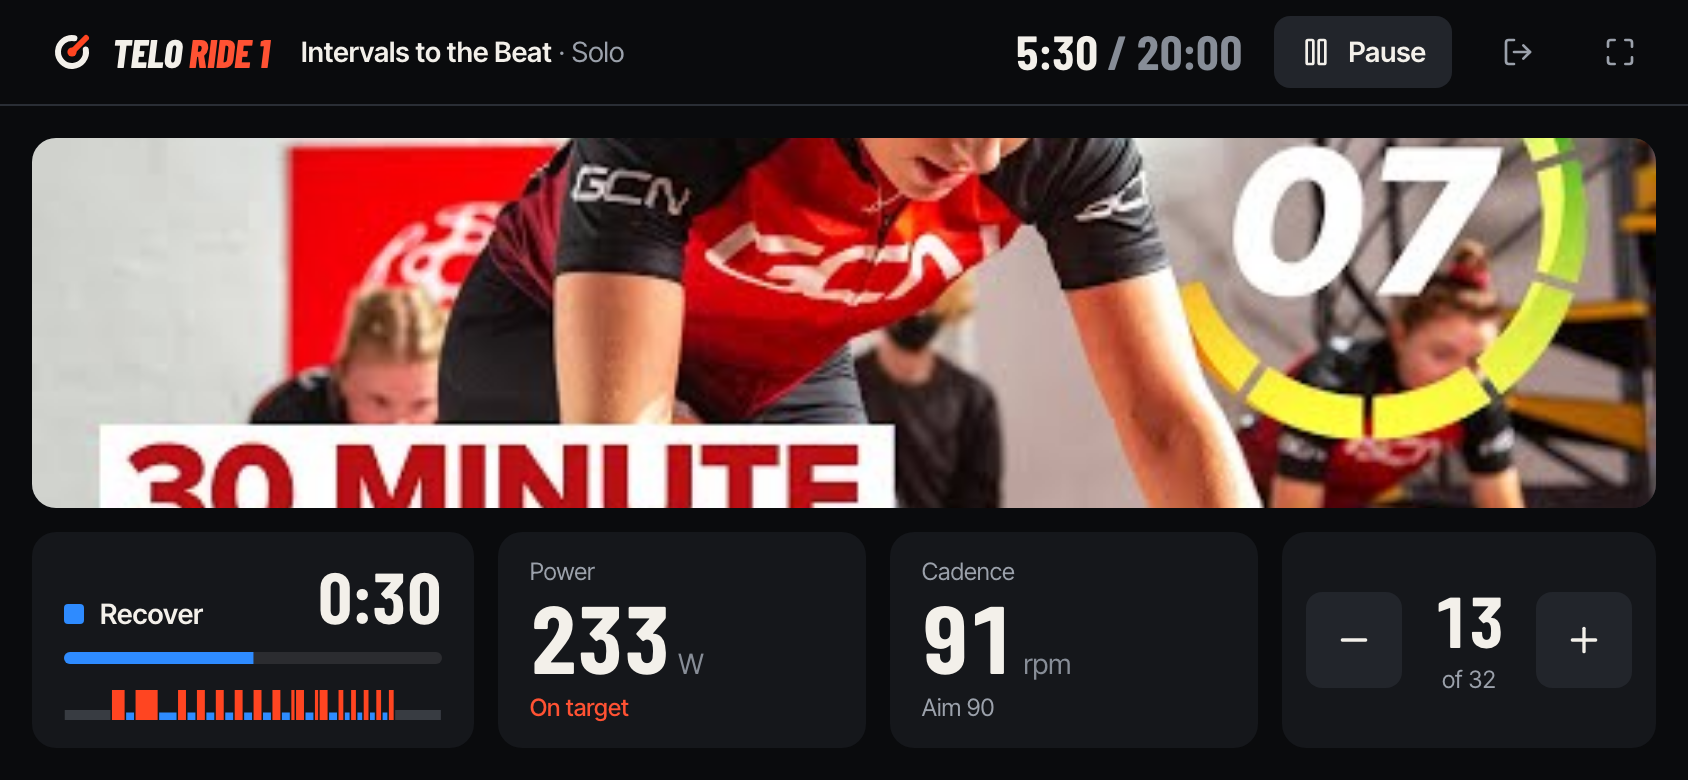 TELO RIDE 1
Intervals to the Beat · Solo
5:30 / 20:00
Pause
GCN
GCN
07
30 MINUTE
Recover
0:30
Power
233 W
On target
Cadence
91 rpm
Aim 90
−
13
of 32
+